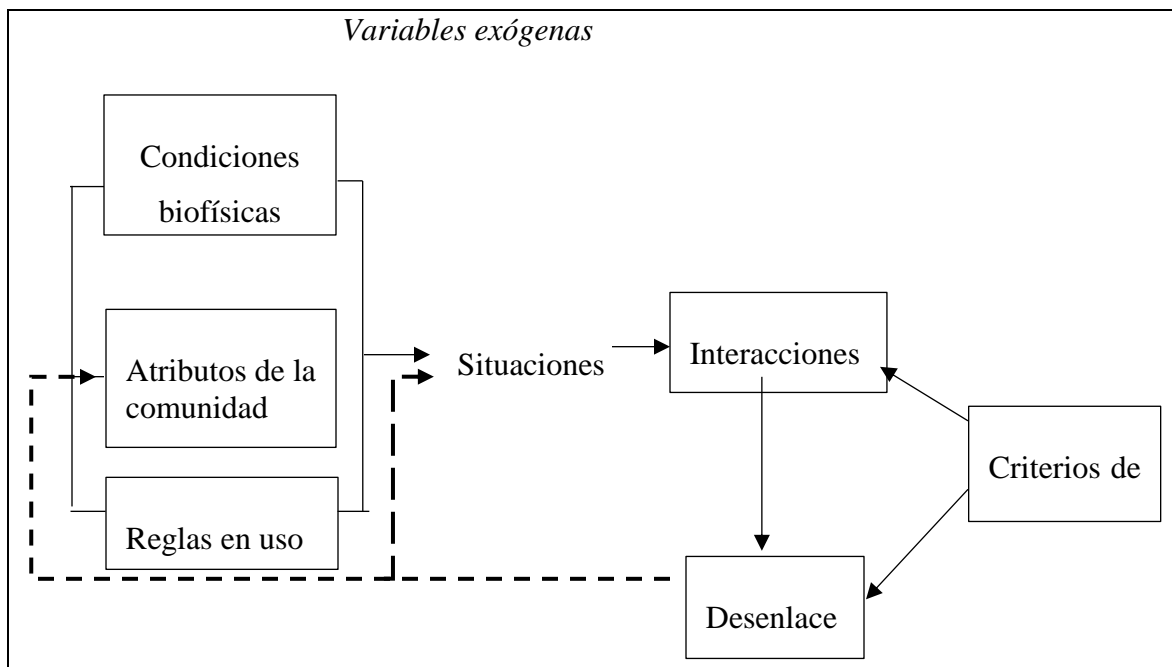 Variables exógenas
Condiciones
biofísicas
Atributos de la
comunidad
Reglas en uso
Situaciones
Interacciones
Criterios de
Desenlace